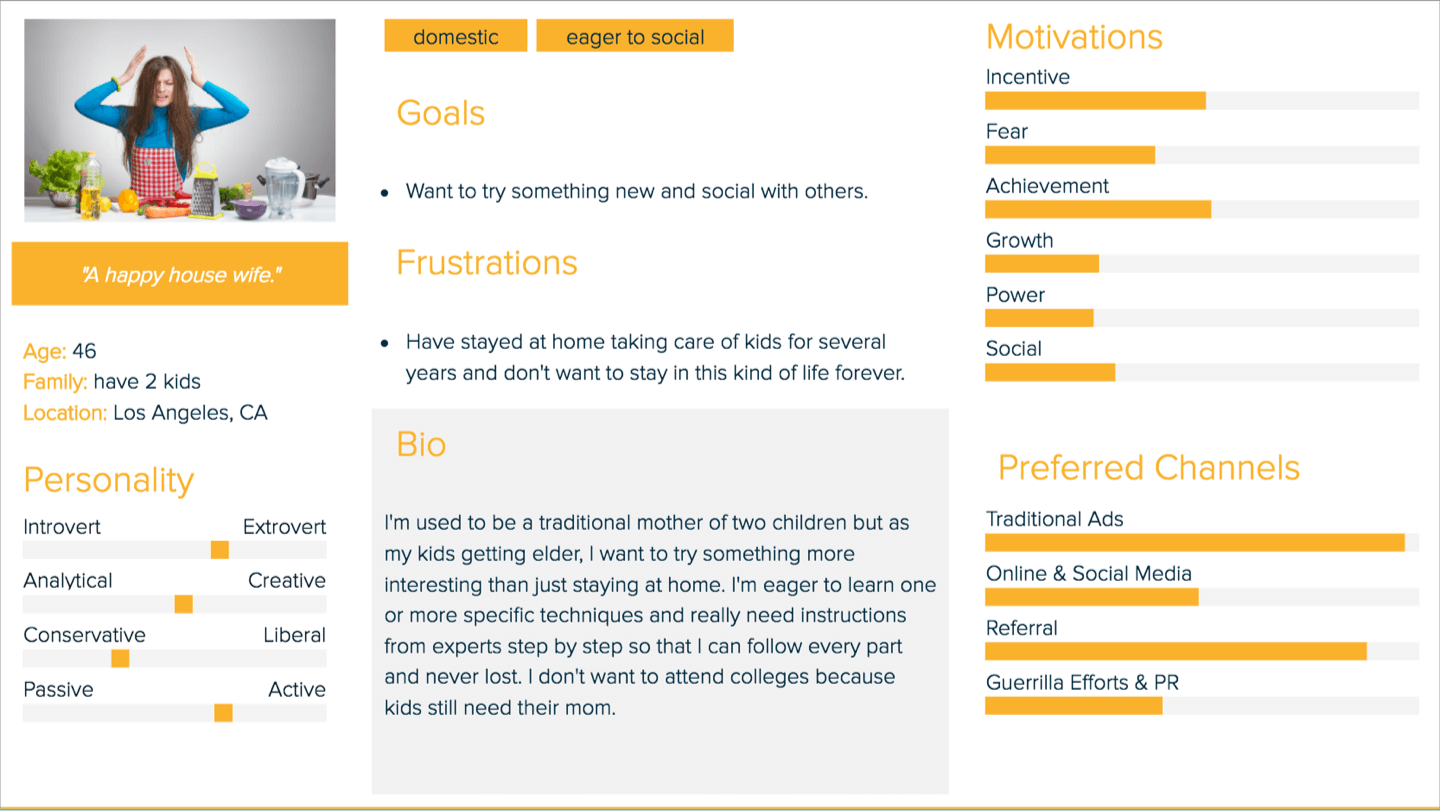 "A happy house wife."
Age: 46
Family: have 2 kids
Location: Los Angeles, CA
Personality
Introvert Extrovert
Analytical Creative
Conservative Liberal
Passive Active
domestic eager to social
Goals
Want to try something new and social with others.
Frustrations
Have stayed at home taking care of kids for several
years and don't want to stay in this kind of life forever.
Bio
I'm used to be a traditional mother of two children but as
my kids getting elder, I want to try something more
interesting than just staying at home. I'm eager to learn one
or more specific techniques and really need instructions
from experts step by step so that I can follow every part
and never lost. I don't want to attend colleges because
kids still need their mom.
Motivations
Incentive
Fear
Achievement
Growth
Power
Social
Preferred Channels
Traditional Ads
Online & Social Media
Referral
Guerrilla Efforts & PR